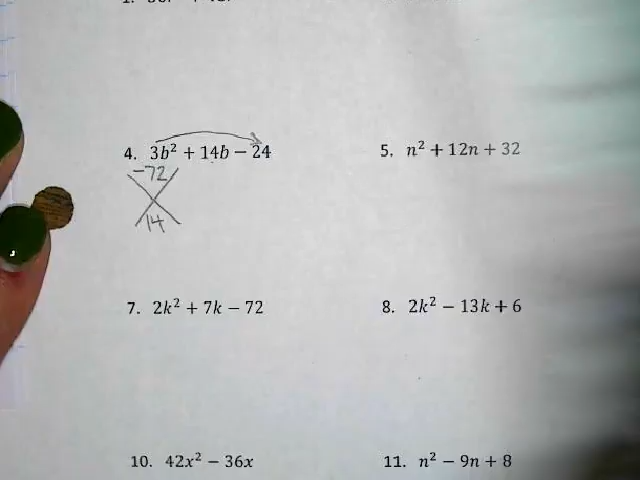 4. 3b² + 14b − 24
5. n² + 12n + 32
-72
14
7. 2k² + 7k − 72
8. 2k² − 13k + 6
10. 42x² − 36x
11. n² − 9n + 8